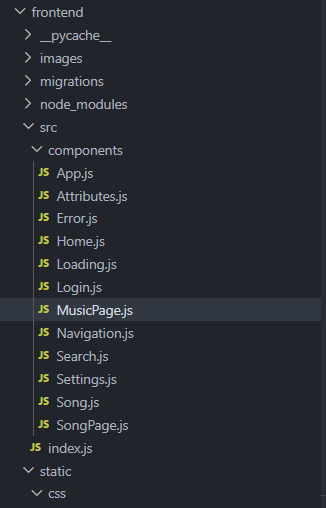 frontend
__pycache__
images
migrations
node_modules
src
components
JS App.js
JS Attributes.js
JS Error.js
JS Home.js
JS Loading.js
JS Login.js
JS MusicPage.js
JS Navigation.js
JS Search.js
JS Settings.js
JS Song.js
JS SongPage.js
JS index.js
static
css